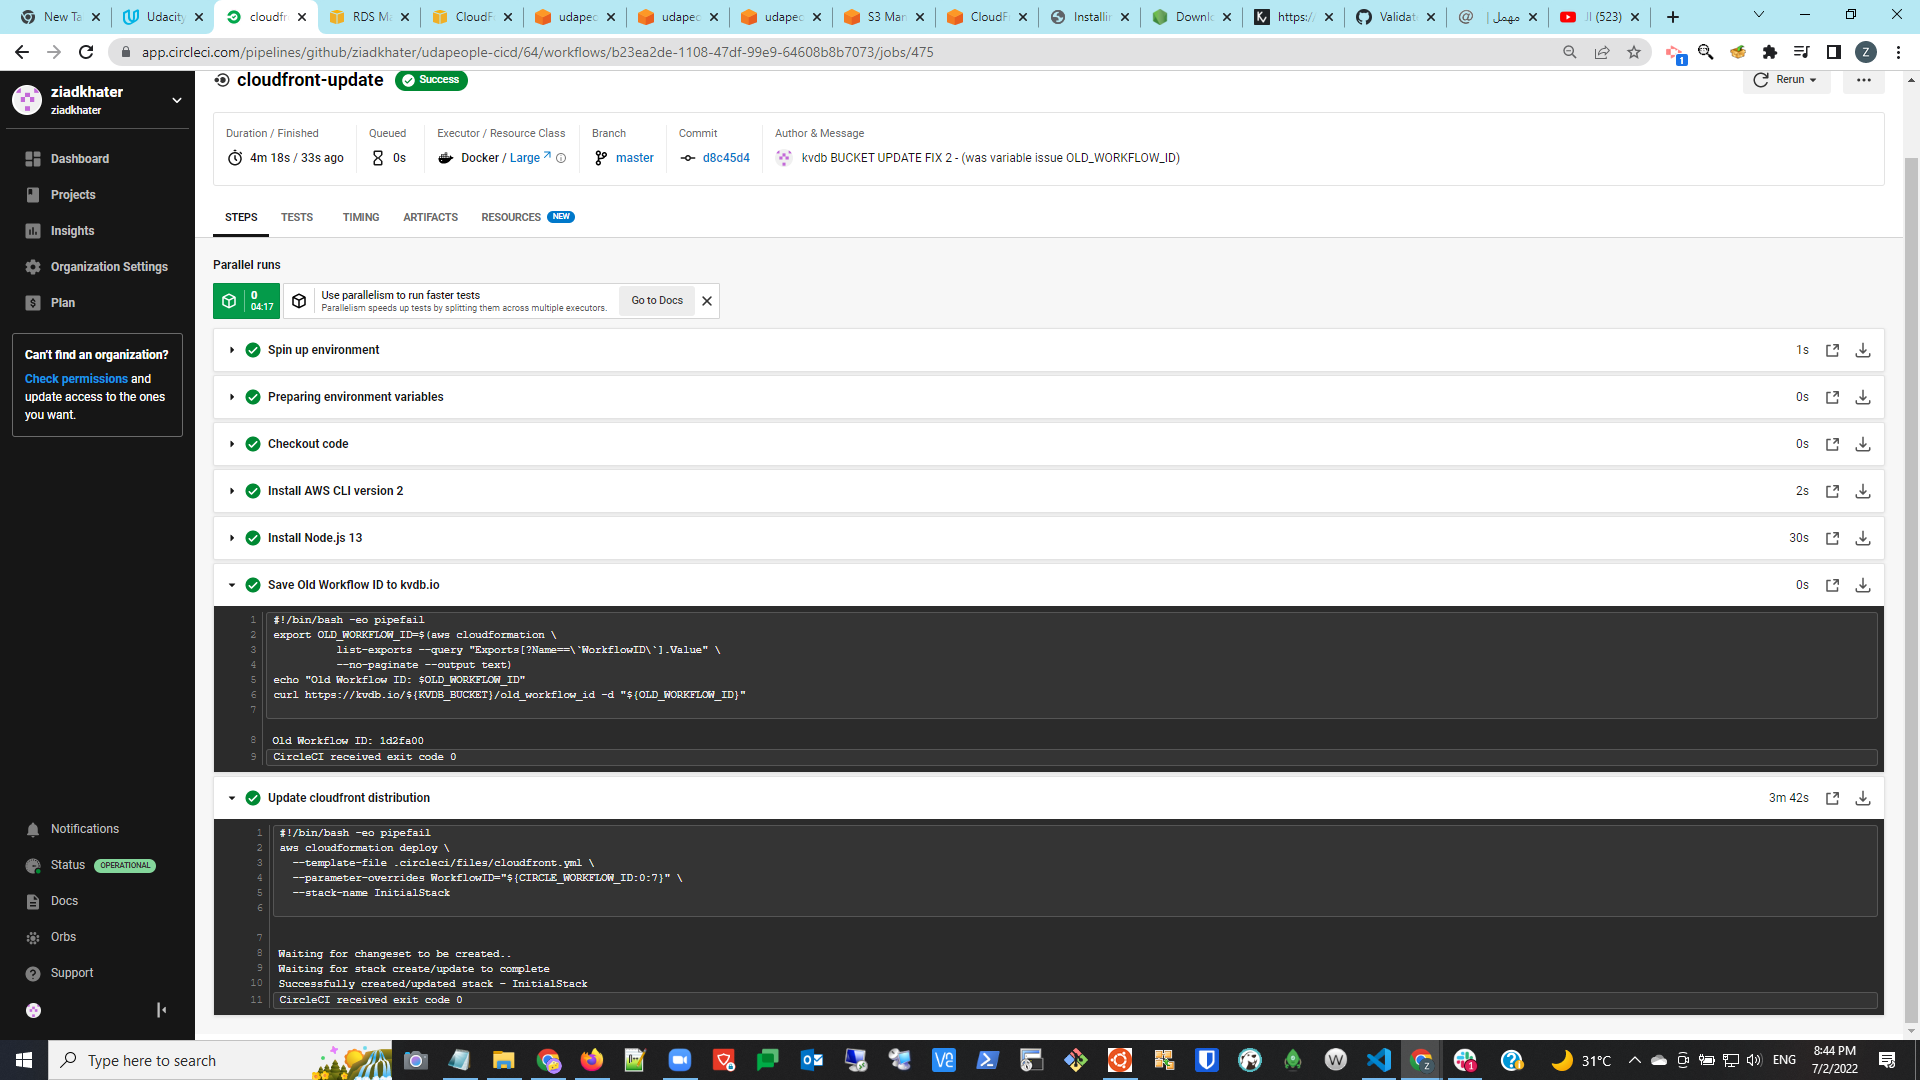 New Ta
Udacity
cloudfr
RDS Ma
CloudF
udapeo
udapeo
udapeo
S3 Man
CloudFr
Installin
Downlo
https://
Validat
مهمل |
(523) ال
app.circleci.com/pipelines/github/ziadkhater/udapeople-cicd/64/workflows/b23ea2de-1108-47df-99e9-64608b8b7073/jobs/475
1
Z
ziadkhater
ziadkhater
Dashboard
Projects
Insights
Organization Settings
Plan
Can't find an organization?
Check permissions and
update access to the ones
you want.
Notifications
Status OPERATIONAL
Docs
Orbs
Support
cloudfront-update Success
Rerun
Duration / Finished
4m 18s / 33s ago
Queued
0s
Executor / Resource Class
Docker / Large
Branch
master
Commit
d8c45d4
Author & Message
kvdb BUCKET UPDATE FIX 2 - (was variable issue OLD_WORKFLOW_ID)
STEPS TESTS TIMING ARTIFACTS RESOURCES NEW
Parallel runs
0
04:17
Use parallelism to run faster tests
Parallelism speeds up tests by splitting them across multiple executors.
Go to Docs
Spin up environment 1s
Preparing environment variables 0s
Checkout code 0s
Install AWS CLI version 2 2s
Install Node.js 13 30s
Save Old Workflow ID to kvdb.io 0s
1 #!/bin/bash -eo pipefail
2 export OLD_WORKFLOW_ID=$(aws cloudformation \
3 list-exports --query "Exports[?Name==\`WorkflowID\`].Value" \
4 --no-paginate --output text)
5 echo "Old Workflow ID: $OLD_WORKFLOW_ID"
6 curl https://kvdb.io/${KVDB_BUCKET}/old_workflow_id -d "${OLD_WORKFLOW_ID}"
7
8 Old Workflow ID: 1d2fa00
9 CircleCI received exit code 0
Update cloudfront distribution 3m 42s
1 #!/bin/bash -eo pipefail
2 aws cloudformation deploy \
3 --template-file .circleci/files/cloudfront.yml \
4 --parameter-overrides WorkflowID="${CIRCLE_WORKFLOW_ID:0:7}" \
5 --stack-name InitialStack
6
7
8 Waiting for changeset to be created..
9 Waiting for stack create/update to complete
10 Successfully created/updated stack - InitialStack
11 CircleCI received exit code 0
Type here to search
31°C
ENG
8:44 PM
7/2/2022